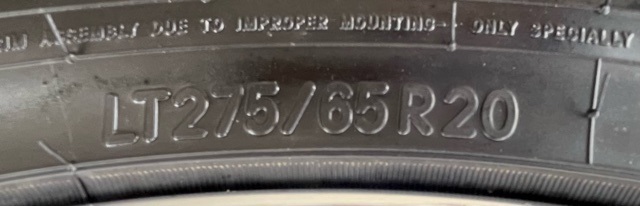 ASSEMBLY DUE TO IMPROPER MOUNTING ONLY SPECIALLY
LT275/65R20